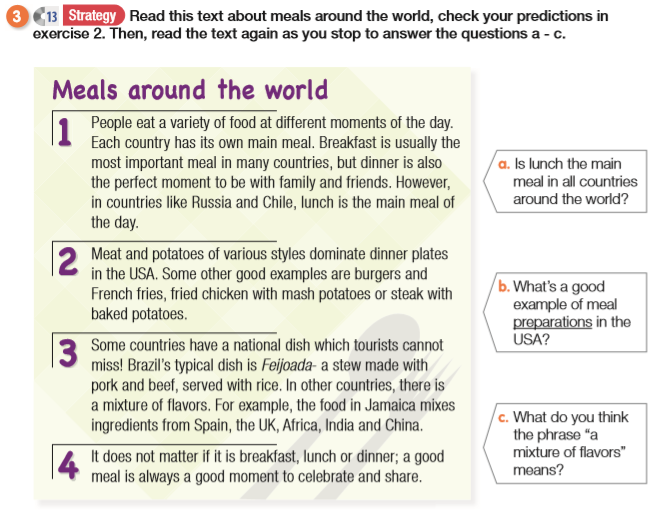 3 13 Strategy Read this text about meals around the world, check your predictions in
exercise 2. Then, read the text again as you stop to answer the questions a - c.
Meals around the world
1 People eat a variety of food at different moments of the day.
Each country has its own main meal. Breakfast is usually the
most important meal in many countries, but dinner is also
the perfect moment to be with family and friends. However,
in countries like Russia and Chile, lunch is the main meal of
the day.
a. Is lunch the main
meal in all countries
around the world?
2 Meat and potatoes of various styles dominate dinner plates
in the USA. Some other good examples are burgers and
French fries, fried chicken with mash potatoes or steak with
baked potatoes.
b. What's a good
example of meal
preparations in the
USA?
3 Some countries have a national dish which tourists cannot
miss! Brazil's typical dish is Feijoada- a stew made with
pork and beef, served with rice. In other countries, there is
a mixture of flavors. For example, the food in Jamaica mixes
ingredients from Spain, the UK, Africa, India and China.
c. What do you think
the phrase "a
mixture of flavors"
means?
4 It does not matter if it is breakfast, lunch or dinner; a good
meal is always a good moment to celebrate and share.